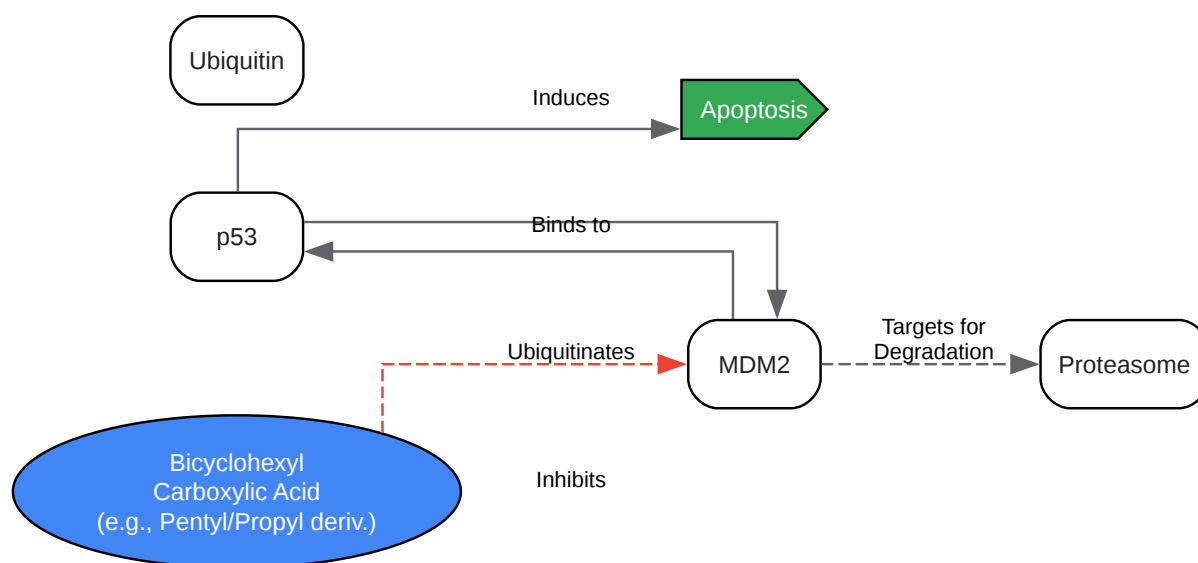 Ubiquitin
Induces
Apoptosis
p53
Binds to
Ubiquitinates
MDM2
Targets for
Degradation
Proteasome
Bicyclohexyl
Carboxylic Acid
(e.g., Pentyl/Propyl deriv.)
Inhibits